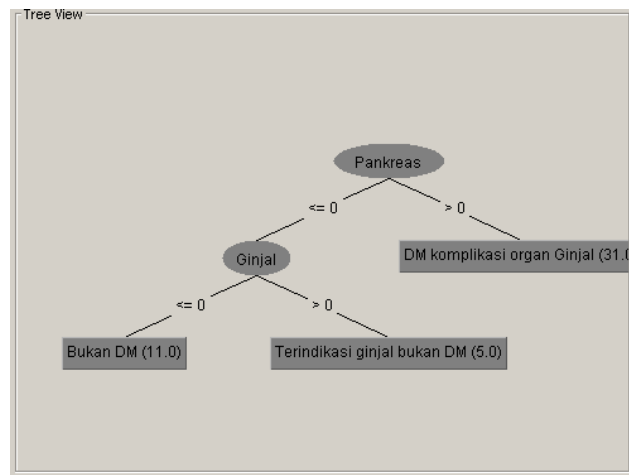 Tree View
Pankreas
<= 0
> 0
Ginjal
DM komplikasi organ Ginjal (31.0
<= 0
> 0
Bukan DM (11.0)
Terindikasi ginjal bukan DM (5.0)